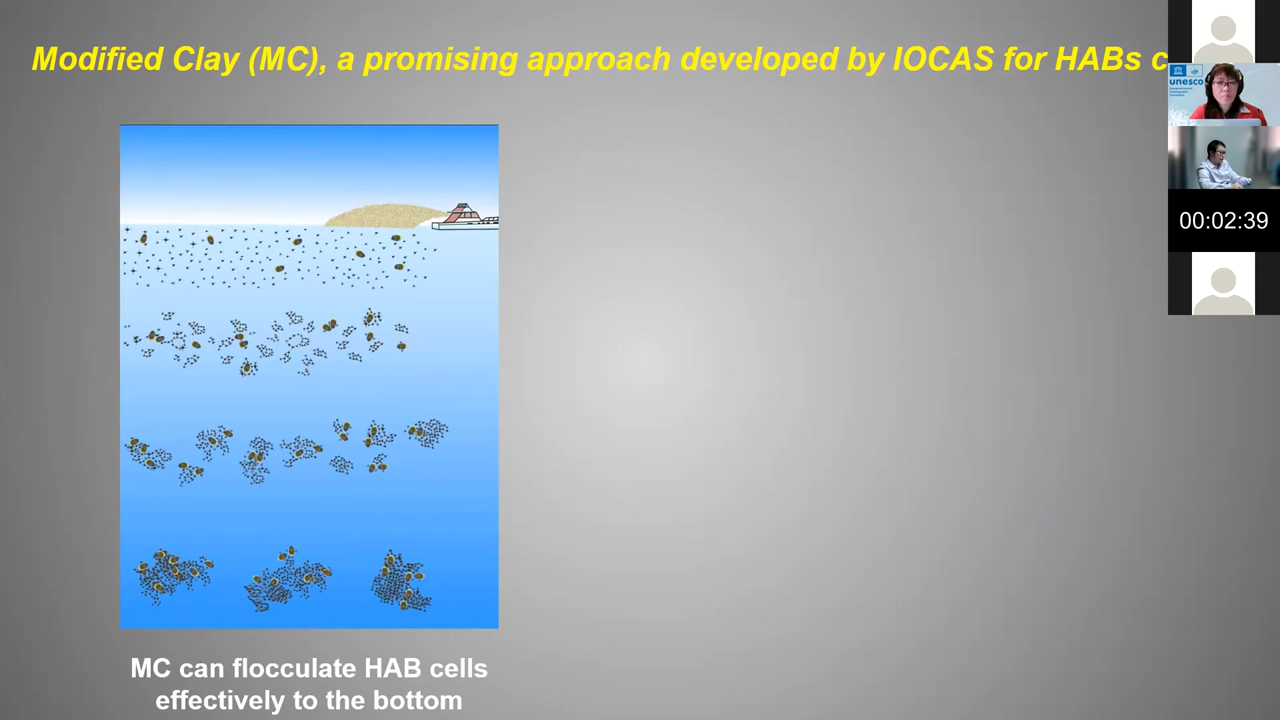 Modified Clay (MC), a promising approach developed by IOCAS for HABs c
unesco
00:02:39
MC can flocculate HAB cells
effectively to the bottom